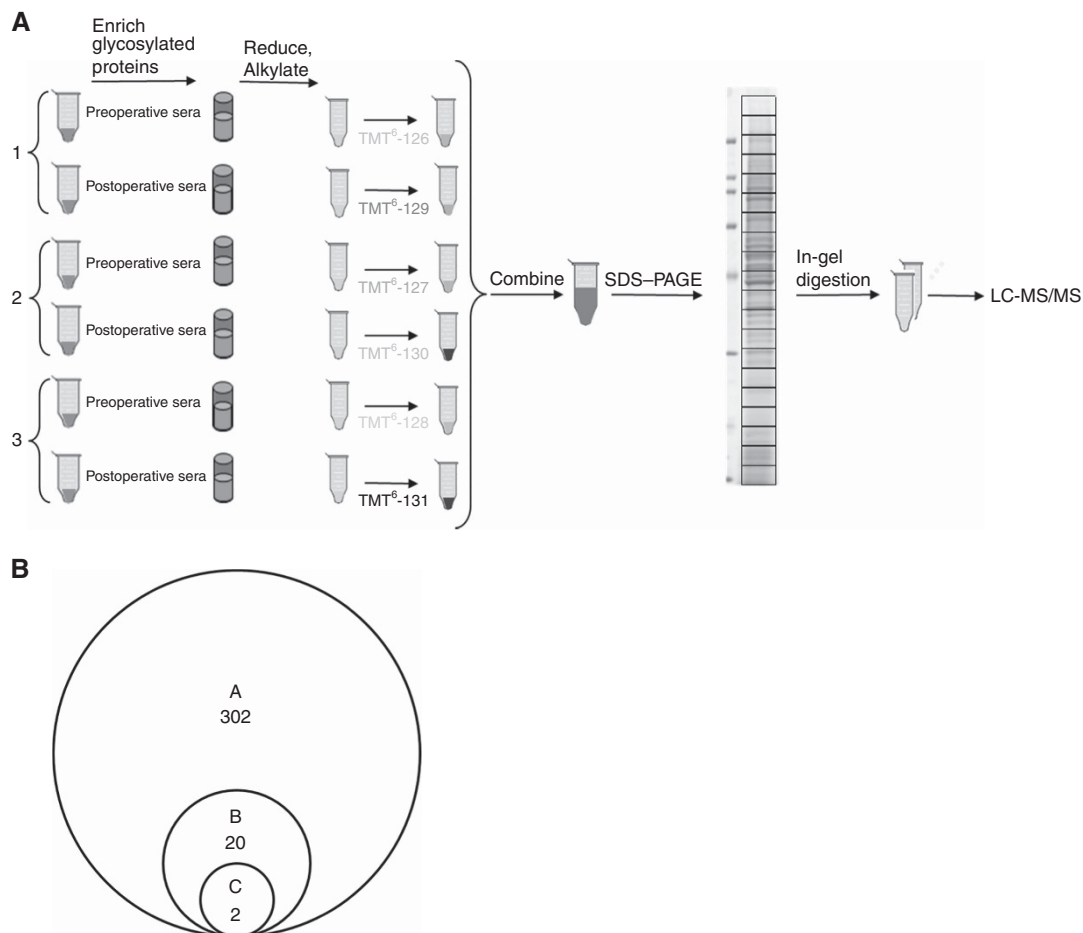 A
Enrich
glycosylated
proteins
Reduce,
Alkylate
1
Preoperative sera
TMT6-126
Postoperative sera
TMT6-129
2
Preoperative sera
TMT6-127
Postoperative sera
TMT6-130
3
Preoperative sera
TMT6-128
Postoperative sera
TMT6-131
Combine
SDS–PAGE
In-gel
digestion
LC-MS/MS
B
A
302
B
20
C
2